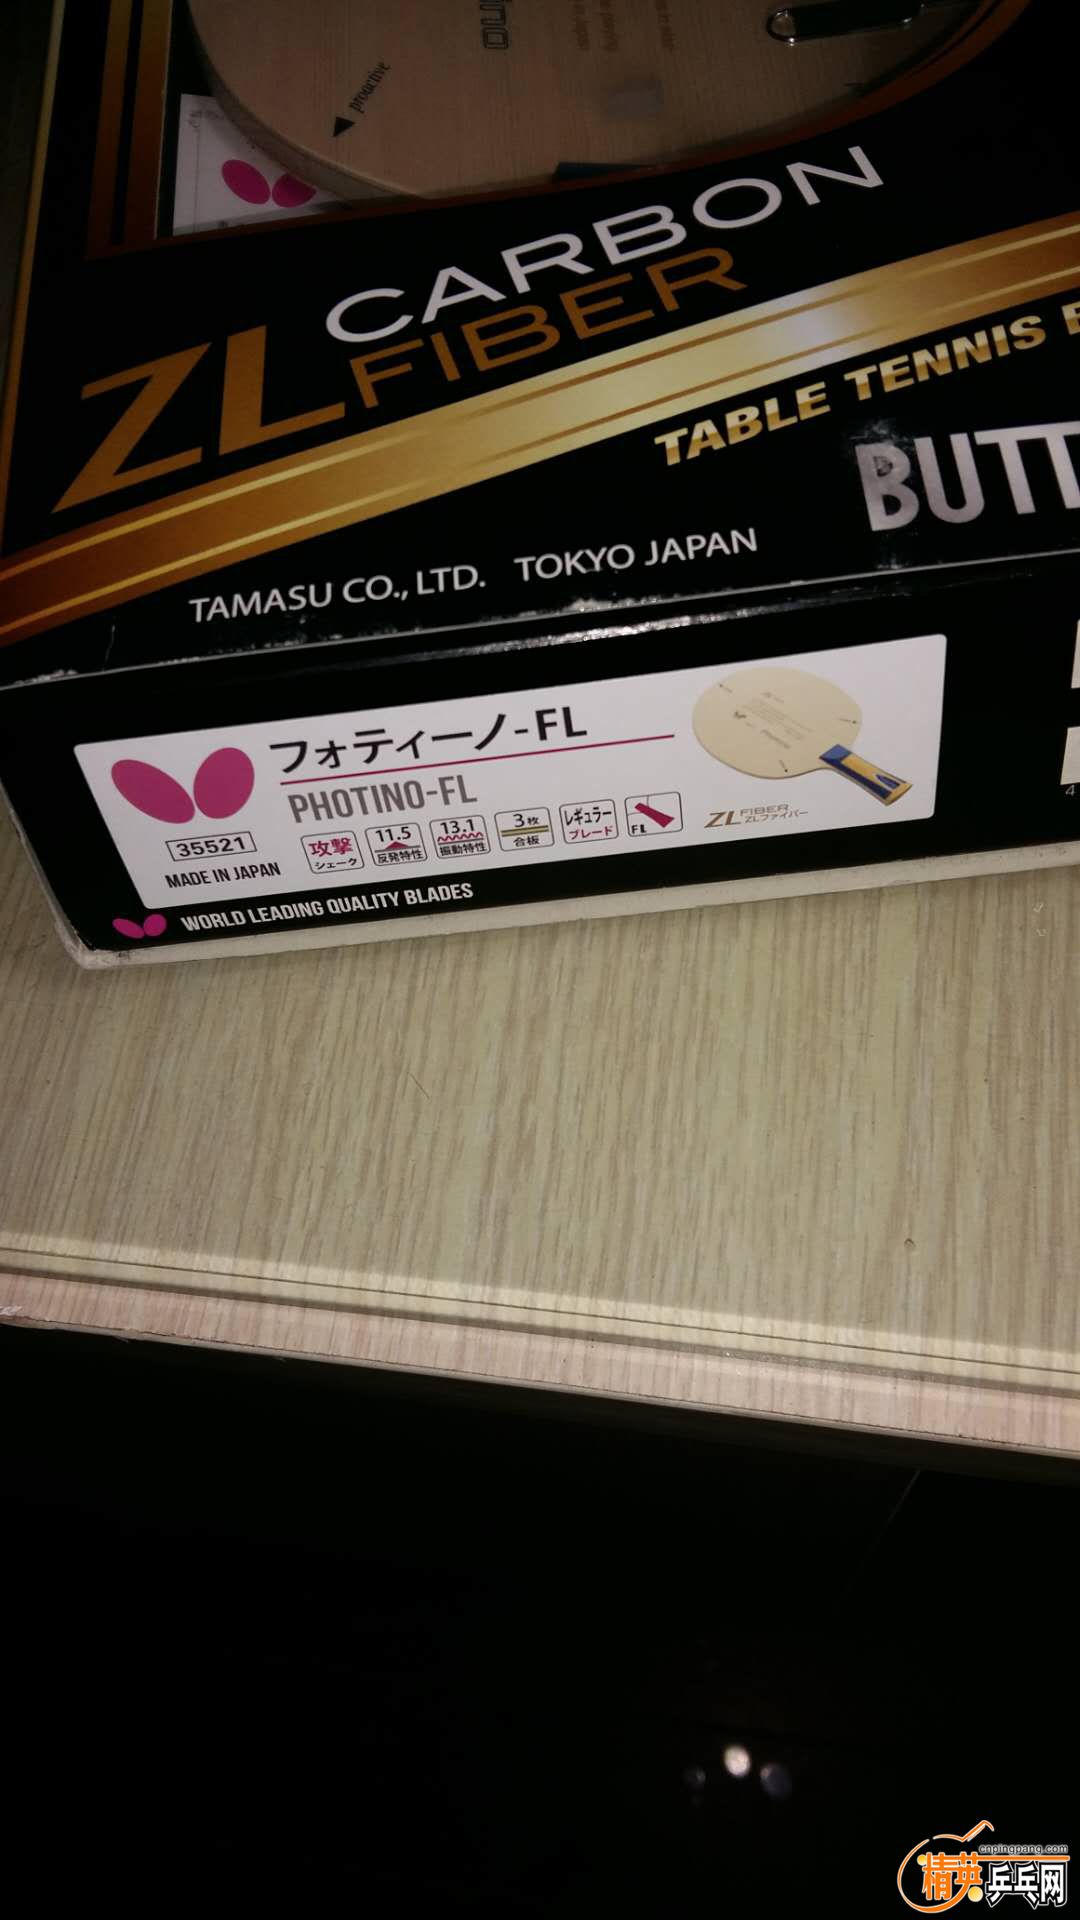 proactive
CARBON
ZL FIBER
TABLE TENNIS
BUTT
TAMASU CO., LTD. TOKYO JAPAN
フォティーノ-FL
PHOTINO-FL
35521
MADE IN JAPAN
攻撃
シェーク
11.5
反発特性
13.1
振動特性
3枚
合板
レギュラー
ブレード
FL
ZL FIBER
ZLファイバー
WORLD LEADING QUALITY BLADES
4
cnpingpang.com
精英乒乓网